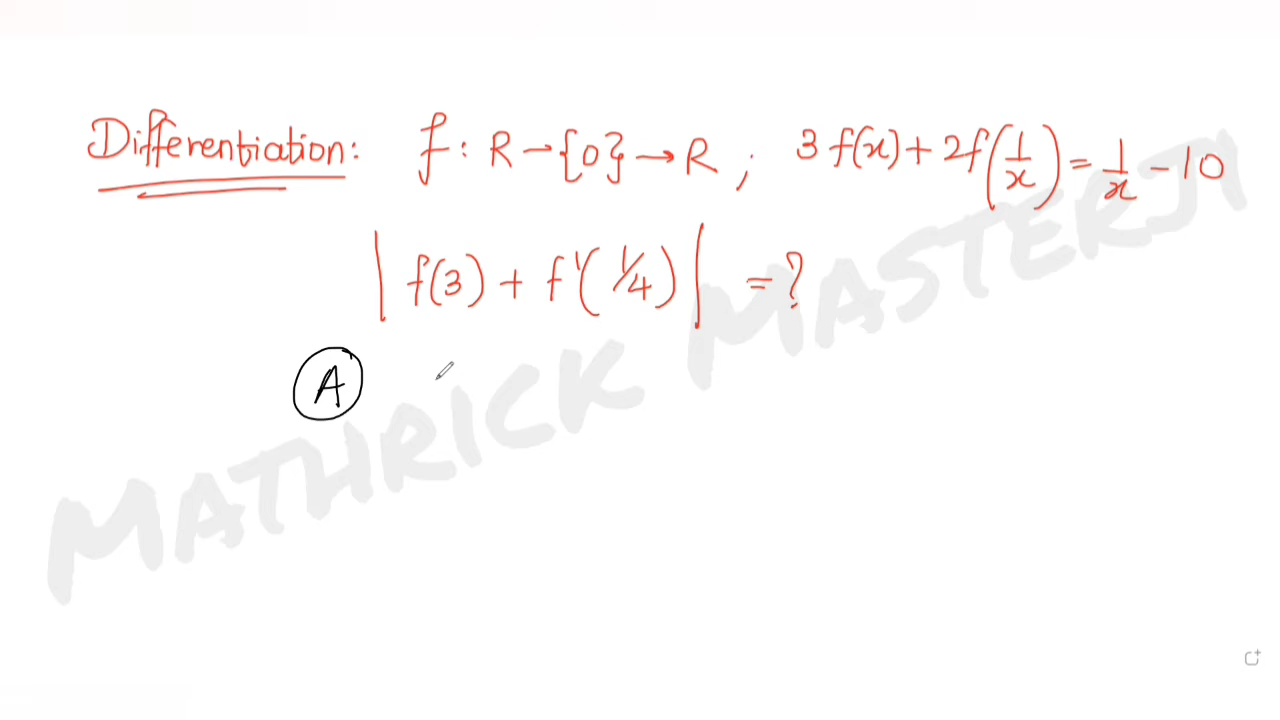 Differentiation: f: R-{0}→R; 3f(x)+2f(1/x)=1/x-10
|f(3)+f'(1/4)|=?
A
MATHRICK MASTERJI